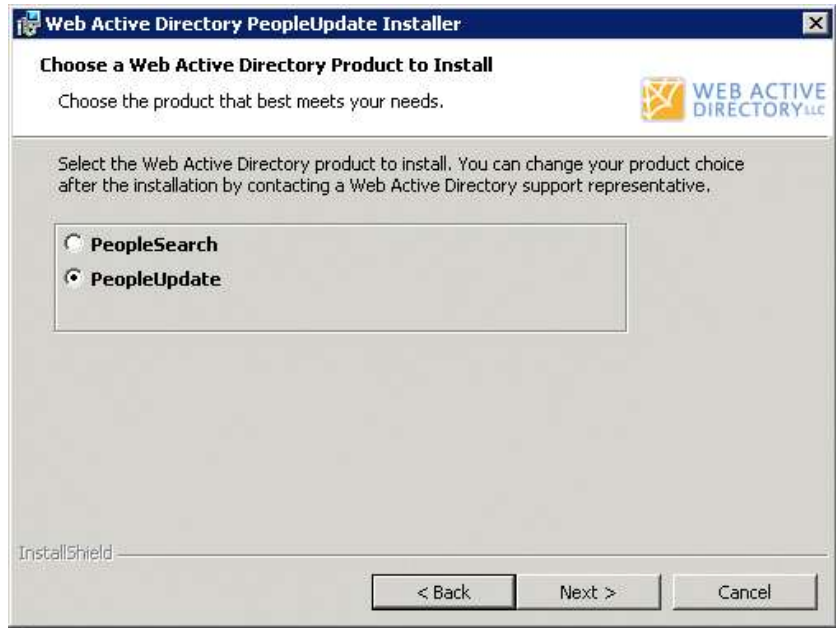 Web Active Directory PeopleUpdate Installer
Choose a Web Active Directory Product to Install
Choose the product that best meets your needs.
WEB ACTIVE
DIRECTORY LLC
Select the Web Active Directory product to install. You can change your product choice
after the installation by contacting a Web Active Directory support representative.
PeopleSearch
PeopleUpdate
InstallShield
< Back
Next >
Cancel